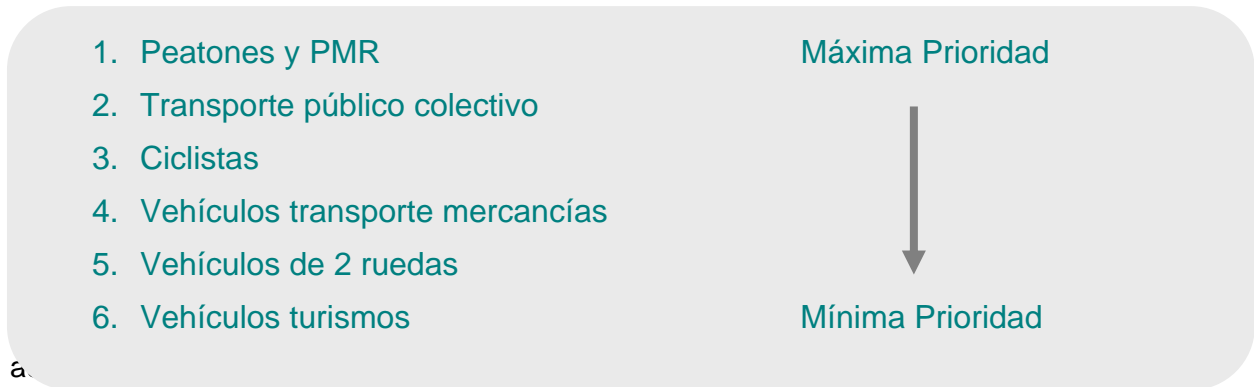 1. Peatones y PMR Máxima Prioridad
2. Transporte público colectivo
3. Ciclistas
4. Vehículos transporte mercancías
5. Vehículos de 2 ruedas
6. Vehículos turismos Mínima Prioridad